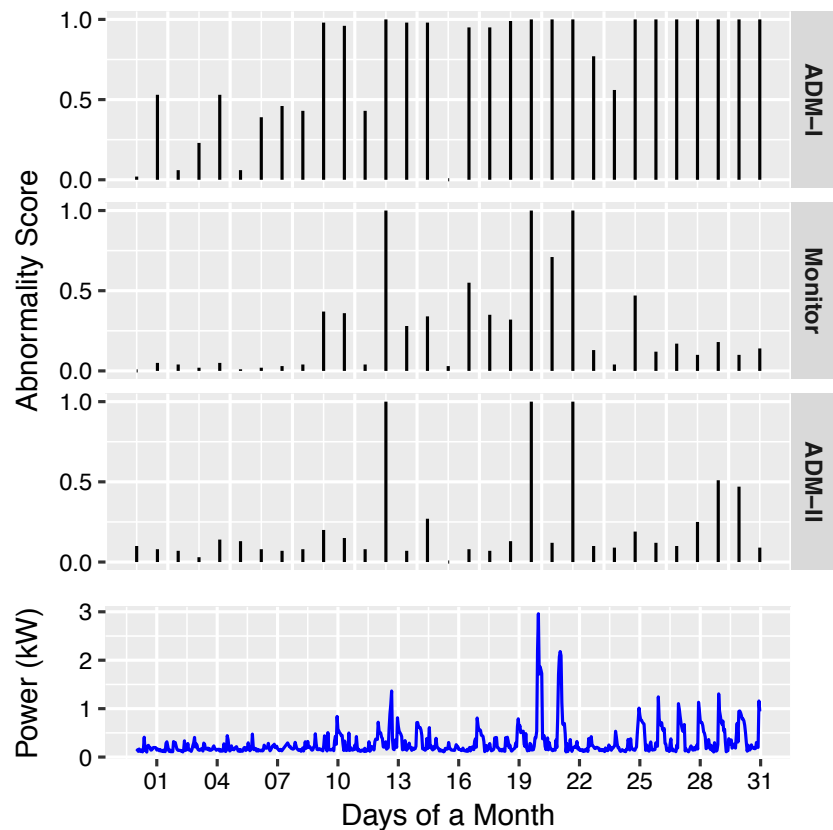 Abnormality Score
1.0
0.5
0.0
ADM–I
1.0
0.5
0.0
Monitor
1.0
0.5
0.0
ADM–II
Power (kW)
3
2
1
0
01 04 07 10 13 16 19 22 25 28 31
Days of a Month